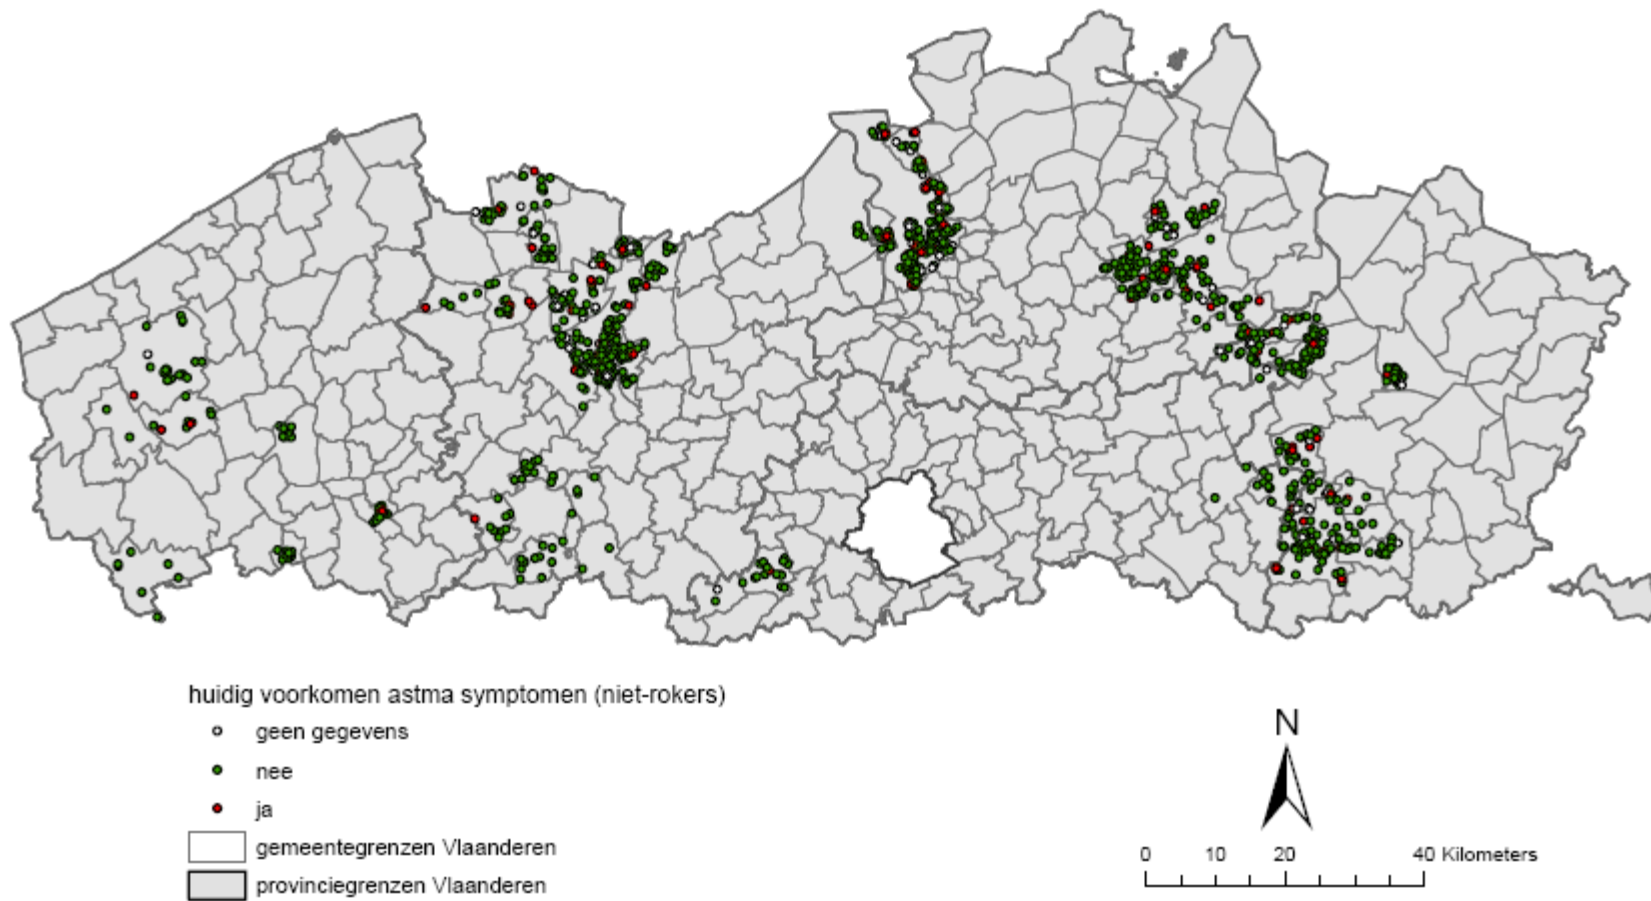 huidig voorkomen astma symptomen (niet-rokers)
geen gegevens
nee
ja
gemeentegrenzen Vlaanderen
provinciegrenzen Vlaanderen
N
0 10 20 40 Kilometers